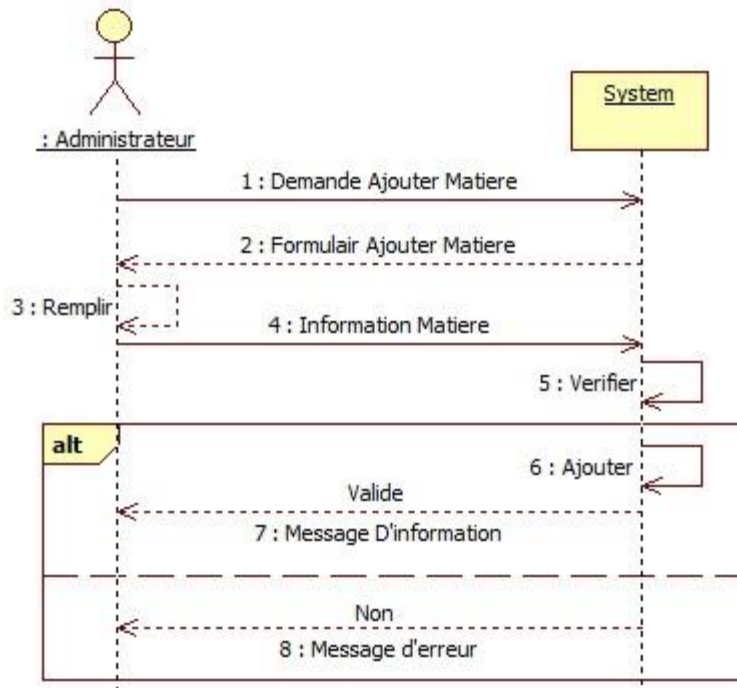 System
: Administrateur
1 : Demande Ajouter Matiere
2 : Formulair Ajouter Matiere
3 : Remplir
4 : Information Matiere
5 : Verifier
alt
6 : Ajouter
Valide
7 : Message D'information
Non
8 : Message d'erreur